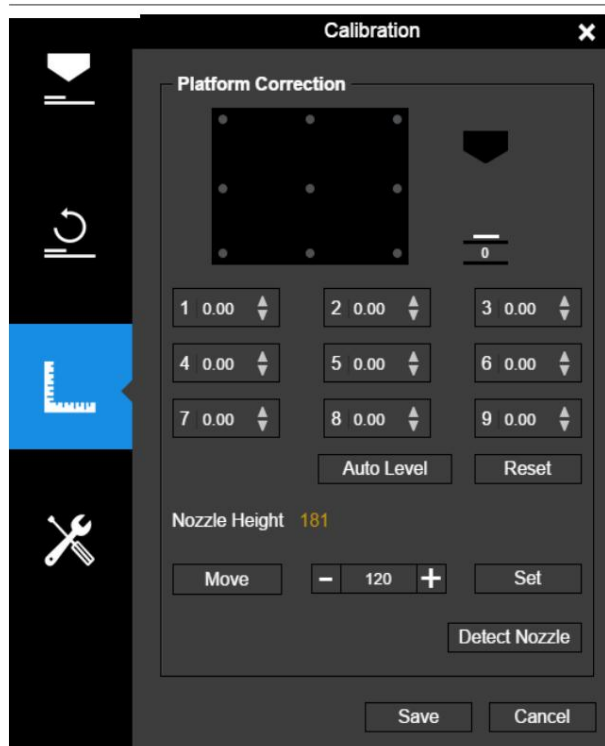 Calibration
Platform Correction
0
1 0.00 2 0.00 3 0.00
4 0.00 5 0.00 6 0.00
7 0.00 8 0.00 9 0.00
Auto Level Reset
Nozzle Height 181
Move − 120 + Set
Detect Nozzle
Save Cancel